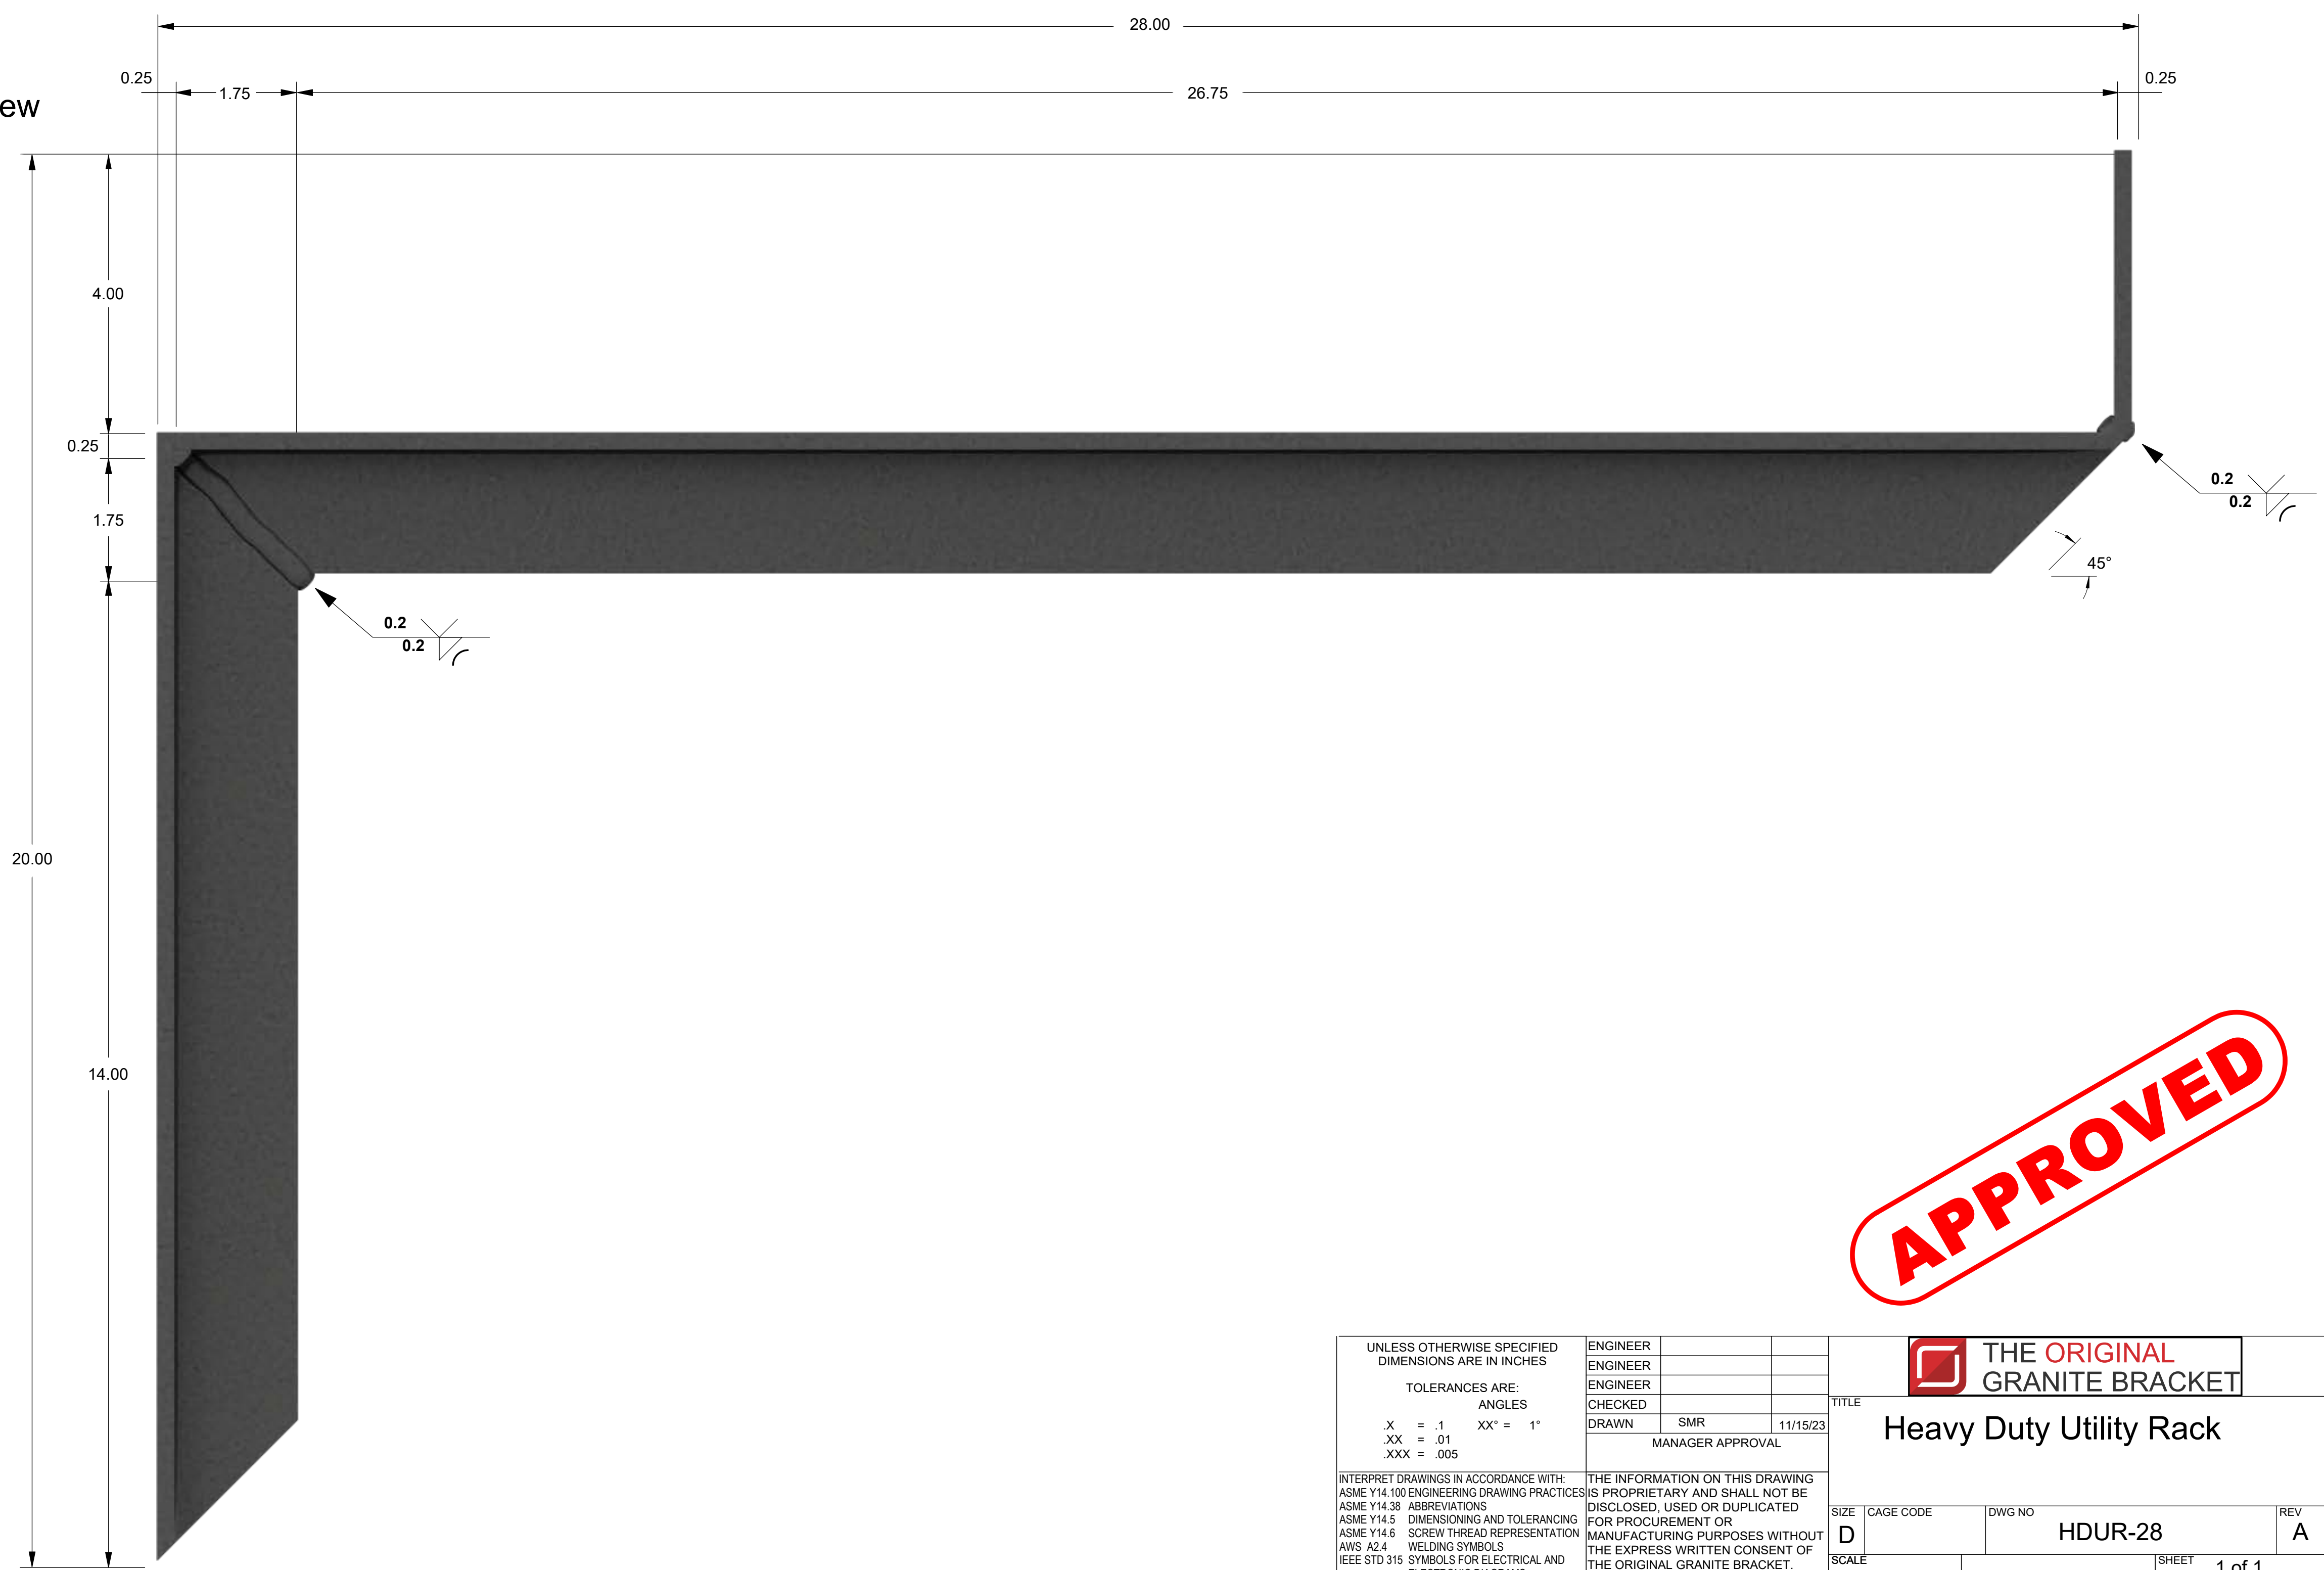 28.00
0.25
1.75
26.75
0.25
ew
4.00
0.25
1.75
20.00
14.00
0.2
0.2
0.2
0.2
45°
APPROVED
UNLESS OTHERWISE SPECIFIED
DIMENSIONS ARE IN INCHES
TOLERANCES ARE:
ANGLES
.X = .1 XX° = 1°
.XX = .01
.XXX = .005
INTERPRET DRAWINGS IN ACCORDANCE WITH:
ASME Y14.100 ENGINEERING DRAWING PRACTICES
ASME Y14.38 ABBREVIATIONS
ASME Y14.5 DIMENSIONING AND TOLERANCING
ASME Y14.6 SCREW THREAD REPRESENTATION
AWS A2.4 WELDING SYMBOLS
IEEE STD 315 SYMBOLS FOR ELECTRICAL AND
ENGINEER
ENGINEER
ENGINEER
CHECKED
DRAWN SMR 11/15/23
MANAGER APPROVAL
THE INFORMATION ON THIS DRAWING
IS PROPRIETARY AND SHALL NOT BE
DISCLOSED, USED OR DUPLICATED
FOR PROCUREMENT OR
MANUFACTURING PURPOSES WITHOUT
THE EXPRESS WRITTEN CONSENT OF
THE ORIGINAL GRANITE BRACKET.
THE ORIGINAL
GRANITE BRACKET
TITLE
Heavy Duty Utility Rack
SIZE CAGE CODE DWG NO REV
D HDUR-28 A
SCALE SHEET 1 of 1